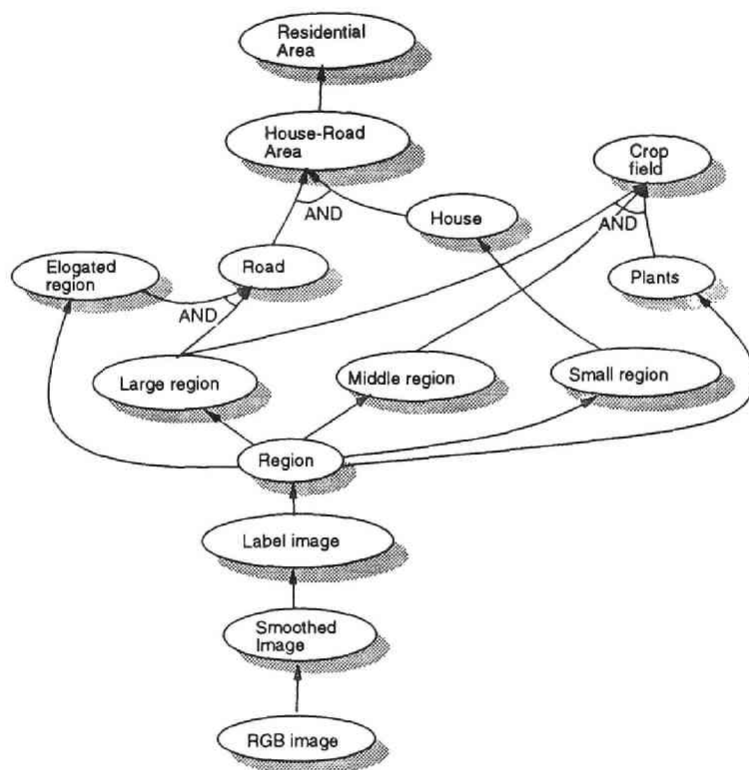 Residential
Area
House-Road
Area
Crop
field
AND
House
AND
Elogated
region
Road
Plants
AND
Large region
Middle region
Small region
Region
Label image
Smoothed
Image
RGB image